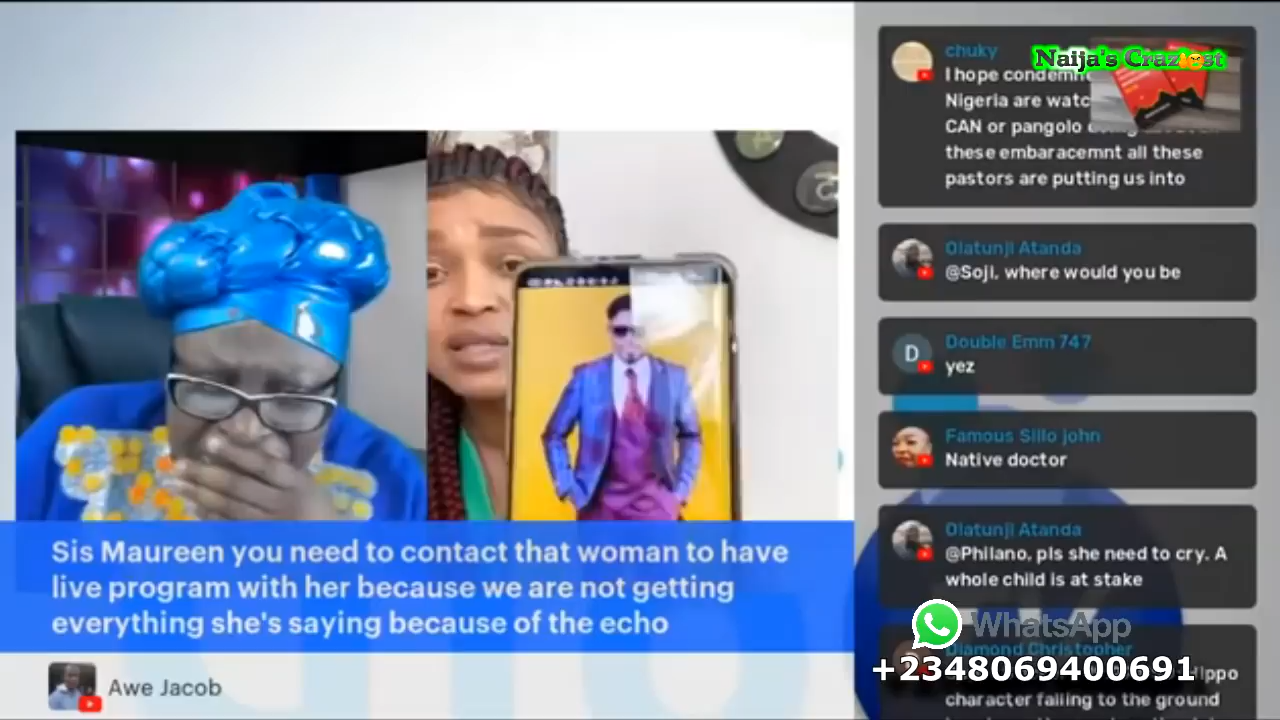 chuky
Naija's Craziest
I hope
Nigeria are
CAN or pangolo
these embaracemnt all these
pastors are putting us into
Olatunji Atanda
@Soji, where would you be
D
Double Emm 747
yez
Famous Sillo john
Native doctor
Olatunji Atanda
@Philano, pls she need to cry. A
whole child is at stake
Sis Maureen you need to contact that woman to have
live program with her because we are not getting
everything she's saying because of the echo
Awe Jacob
WhatsApp
Diamond Christopher
+2348069400691
character failing to the ground